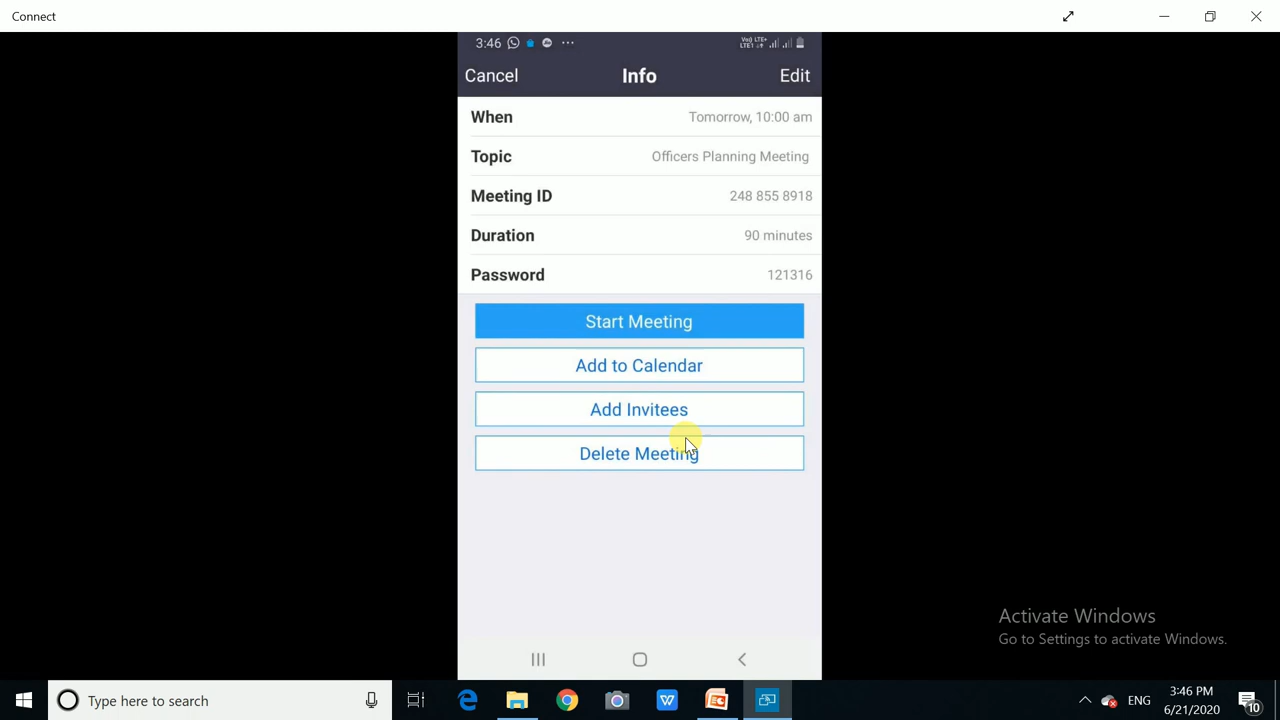 Connect
3:46
Cancel
Info
Edit
When
Tomorrow, 10:00 am
Topic
Officers Planning Meeting
Meeting ID
248 855 8918
Duration
90 minutes
Password
121316
Start Meeting
Add to Calendar
Add Invitees
Delete Meeting
Activate Windows
Go to Settings to activate Windows.
Type here to search
ENG
3:46 PM
6/21/2020
10